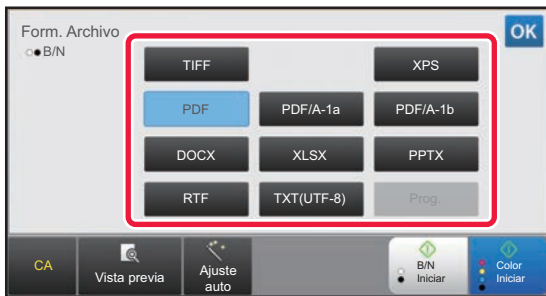 Form. Archivo
B/N
OK
TIFF
XPS
PDF
PDF/A-1a
PDF/A-1b
DOCX
XLSX
PPTX
RTF
TXT(UTF-8)
Prog.
CA
Vista previa
Ajuste
auto
B/N
Iniciar
Color
Iniciar